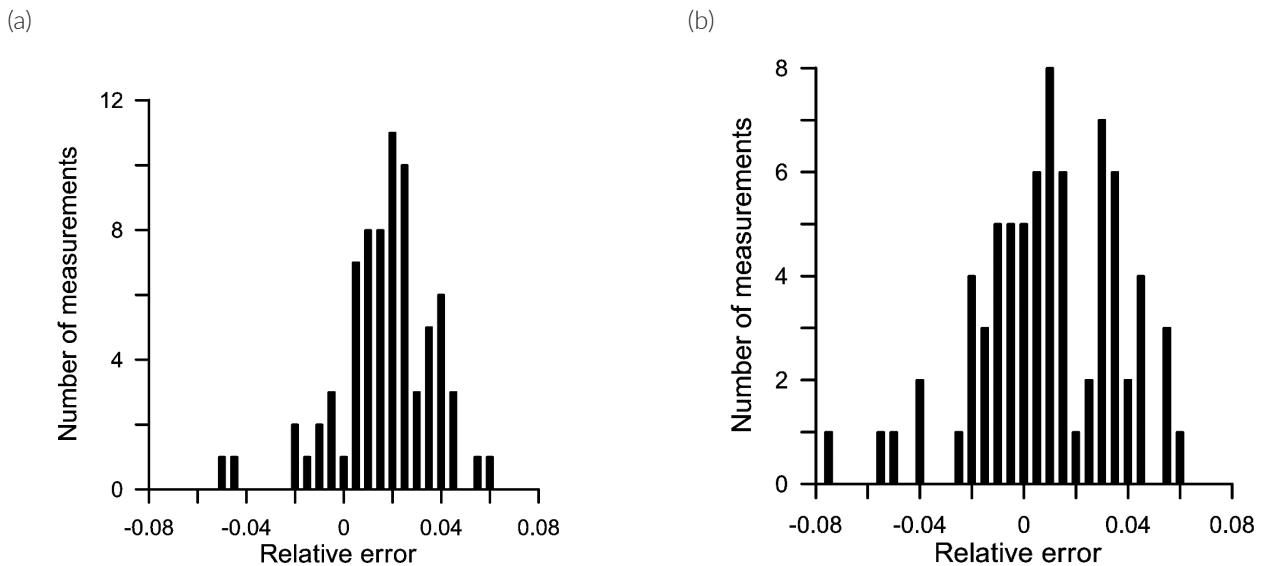 (a)
12
8
4
0
Number of measurements
-0.08 -0.04 0 0.04 0.08
Relative error
(b)
8
6
4
2
0
Number of measurements
-0.08 -0.04 0 0.04 0.08
Relative error